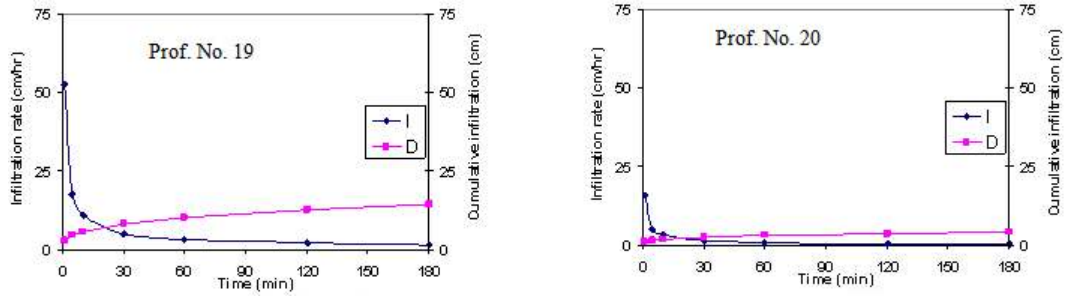 Prof. No. 19
Infiltration rate (cm/hr)
75
50
25
0
0 30 60 90 120 150 180
Time (min)
75
50
25
0
Cumulative infiltration (cm)
I
D
Prof. No. 20
Infiltration rate (cm/hr)
75
50
25
0
0 30 60 90 120 150 180
Time (min)
75
50
25
0
Cumulative infiltration (cm)
I
D